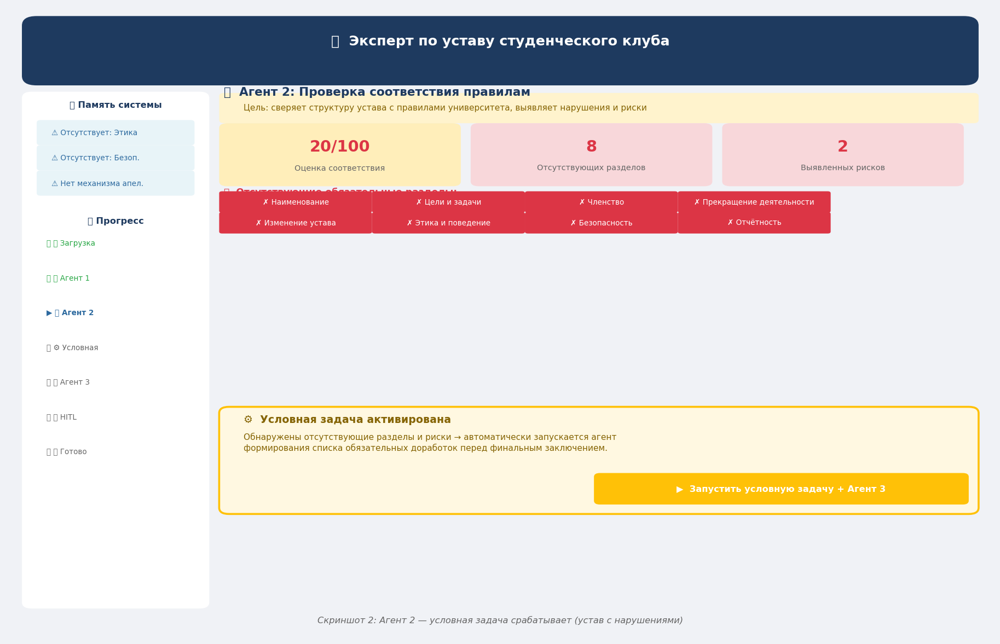 Эксперт по уставу студенческого клуба
Память системы
⚠ Отсутствует: Этика
⚠ Отсутствует: Безоп.
⚠ Нет механизма апел.
Прогресс
Загрузка
Агент 1
▶ Агент 2
⚙ Условная
Агент 3
HITL
Готово
Агент 2: Проверка соответствия правилам
Цель: сверяет структуру устава с правилами университета, выявляет нарушения и риски
20/100
Оценка соответствия
8
Отсутствующих разделов
2
Выявленных рисков
Отсутствующие обязательные разделы:
✗ Наименование
✗ Цели и задачи
✗ Членство
✗ Прекращение деятельности
✗ Изменение устава
✗ Этика и поведение
✗ Безопасность
✗ Отчётность
⚙ Условная задача активирована
Обнаружены отсутствующие разделы и риски → автоматически запускается агент
формирования списка обязательных доработок перед финальным заключением.
▶ Запустить условную задачу + Агент 3
Скриншот 2: Агент 2 — условная задача срабатывает (устав с нарушениями)